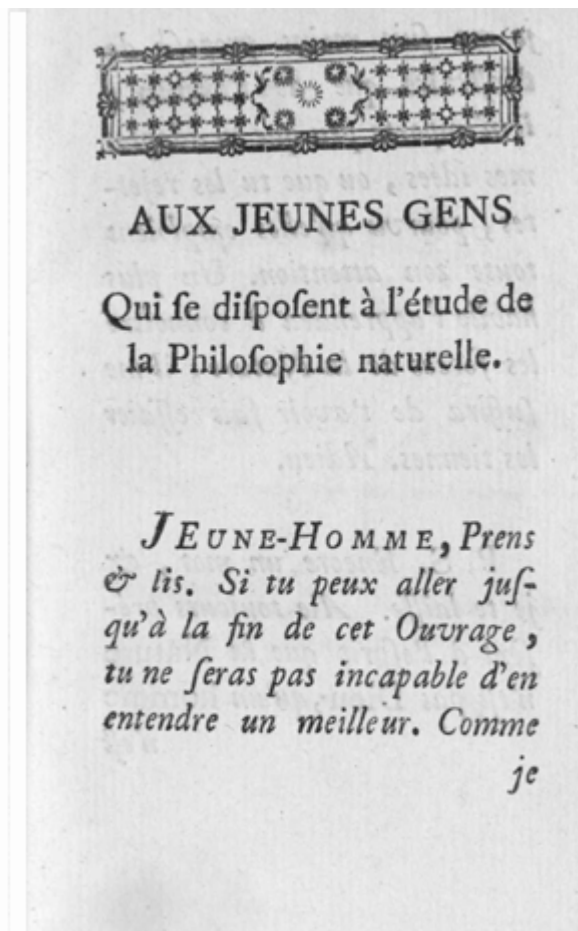 AUX JEUNES GENS
Qui ſe diſpoſent à l'étude de
la Philoſophie naturelle.
JEUNE-HOMME, Prens
& lis. Si tu peux aller juſ-
qu'à la fin de cet Ouvrage,
tu ne ſeras pas incapable d'en
entendre un meilleur. Comme
je